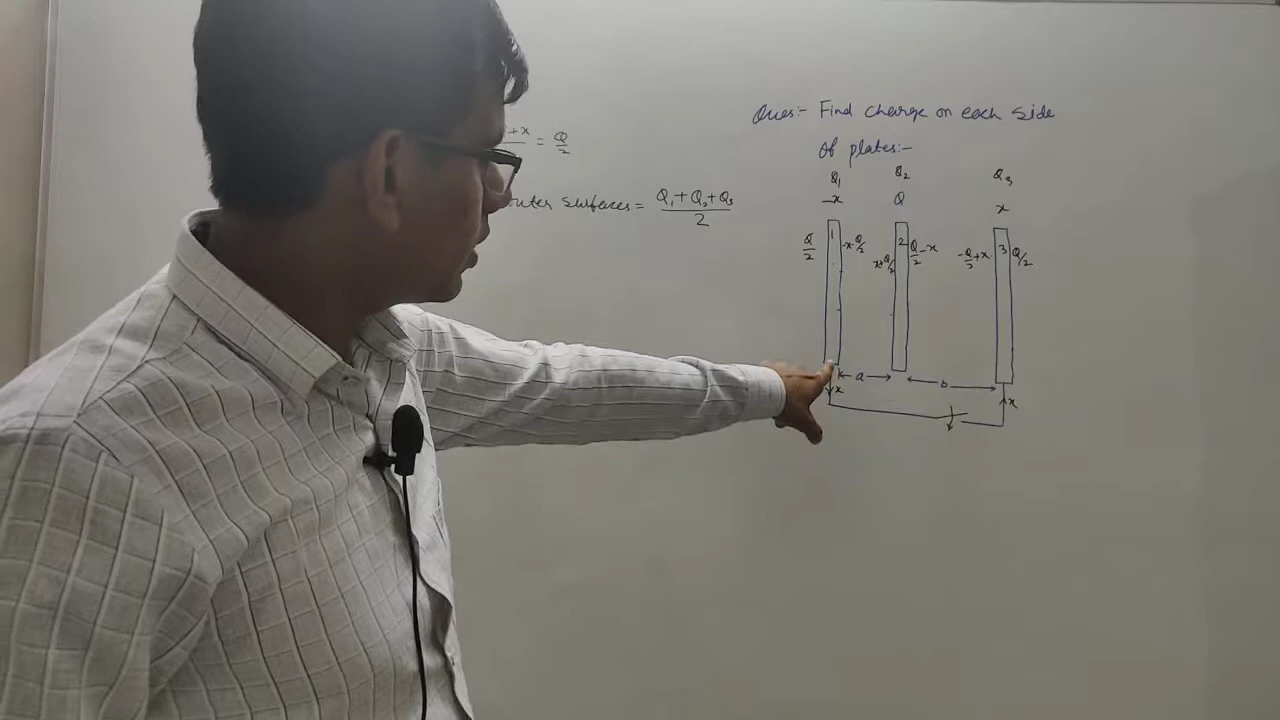 +x/ = Q/2
outer surfaces = Q₁+Q₂+Q₃/2
Ques:- Find charge on each side
of plates:-
Q₁ Q₂ Q₃
-x Q x
Q/2 1 -x-Q/2 x+Q/2 2 Q/2-x -Q/2+x 3 Q/2
a b
x x